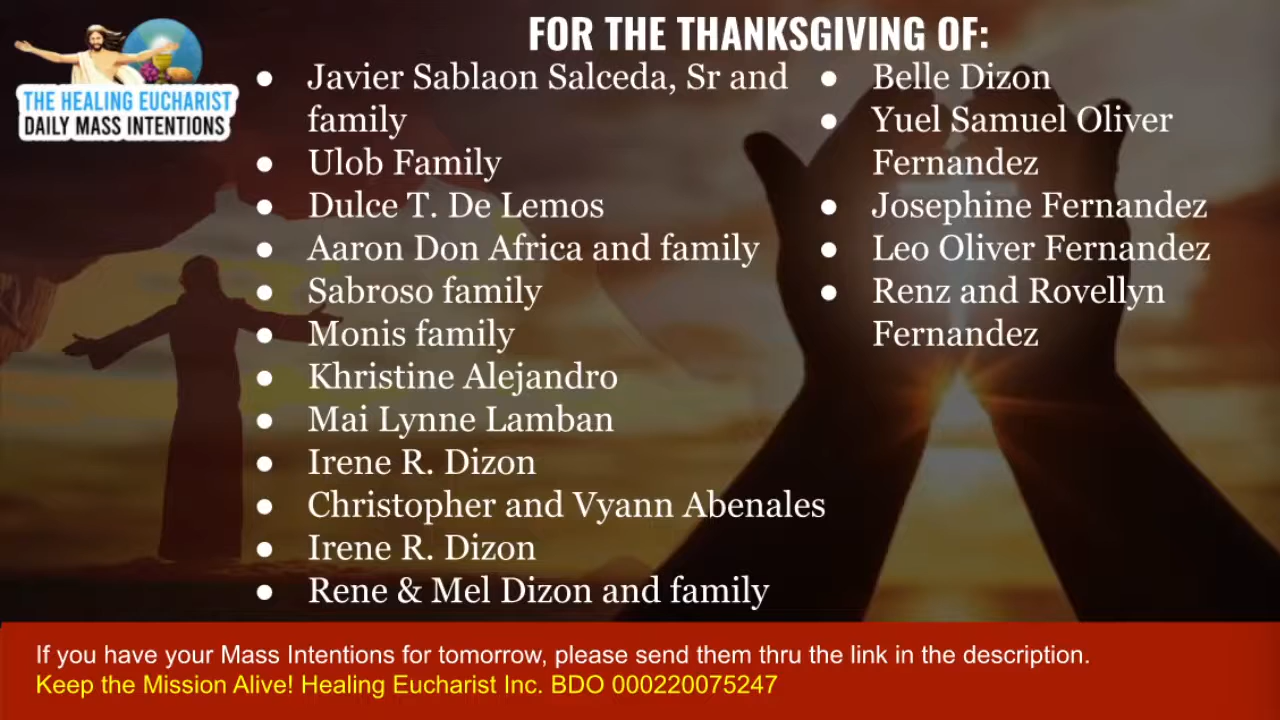 FOR THE THANKSGIVING OF:
THE HEALING EUCHARIST
DAILY MASS INTENTIONS
● Javier Sablaon Salceda, Sr and
family
● Ulob Family
● Dulce T. De Lemos
● Aaron Don Africa and family
● Sabroso family
● Monis family
● Khristine Alejandro
● Mai Lynne Lamban
● Irene R. Dizon
● Christopher and Vyann Abenales
● Irene R. Dizon
● Rene & Mel Dizon and family
● Belle Dizon
● Yuel Samuel Oliver
Fernandez
● Josephine Fernandez
● Leo Oliver Fernandez
● Renz and Rovellyn
Fernandez
If you have your Mass Intentions for tomorrow, please send them thru the link in the description.
Keep the Mission Alive! Healing Eucharist Inc. BDO 000220075247